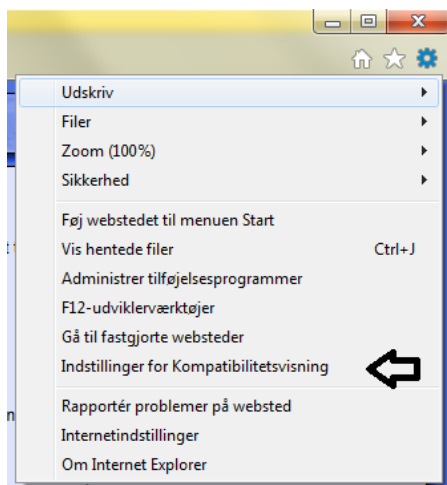 Udskriv
Filer
Zoom (100%)
Sikkerhed
Føj webstedet til menuen Start
Vis hentede filer Ctrl+J
Administrer tilføjelsesprogrammer
F12-udviklerværktøjer
Gå til fastgjorte websteder
Indstillinger for Kompatibilitetsvisning
Rapportér problemer på websted
Internetindstillinger
Om Internet Explorer